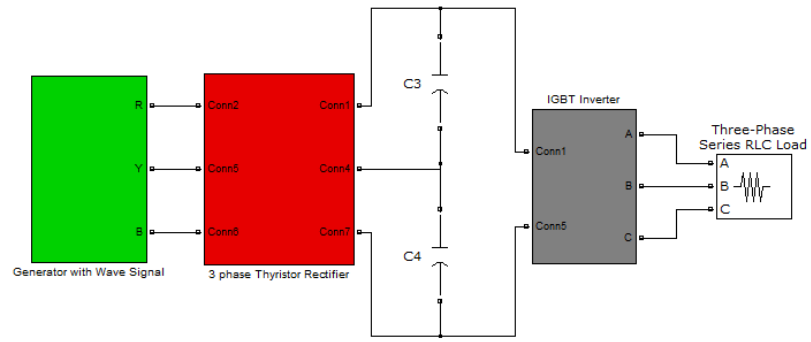 R
Y
B
Generator with Wave Signal
Conn2
Conn5
Conn6
Conn1
Conn4
Conn7
3 phase Thyristor Rectifier
C3
C4
IGBT Inverter
Conn1
Conn5
A
B
C
Three-Phase
Series RLC Load
A
B
C